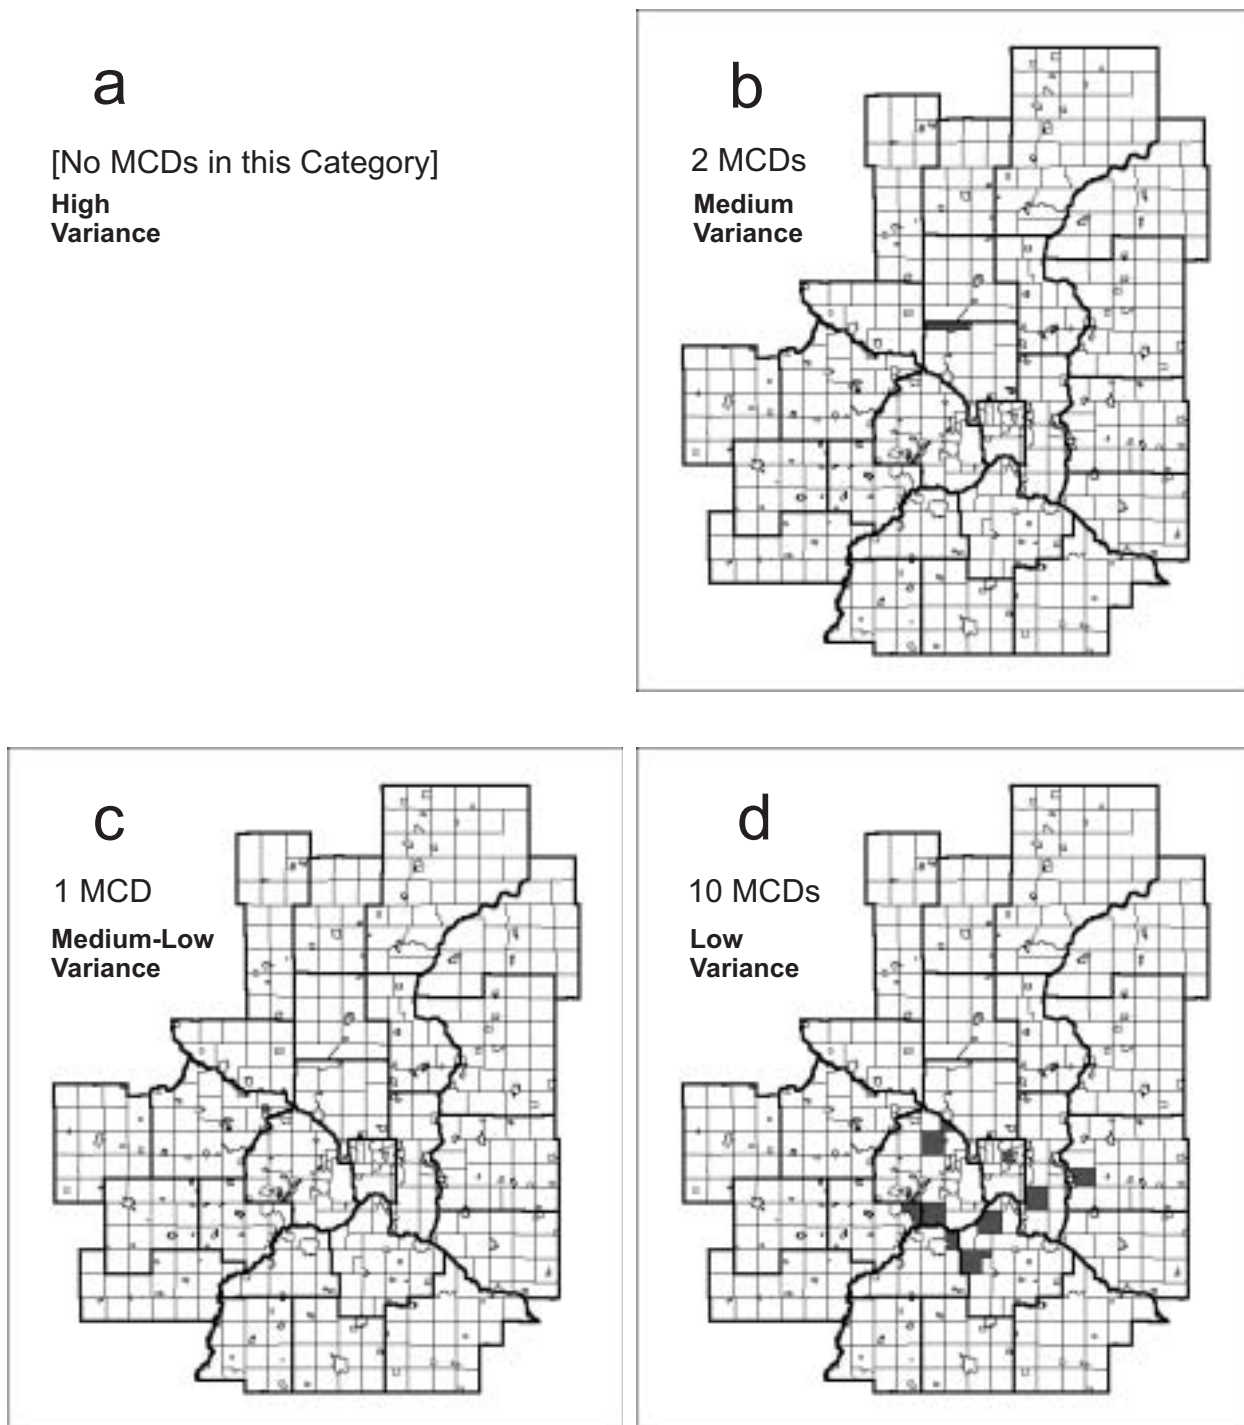 a
[No MCDs in this Category]
High
Variance
b
2 MCDs
Medium
Variance
c
1 MCD
Medium-Low
Variance
d
10 MCDs
Low
Variance